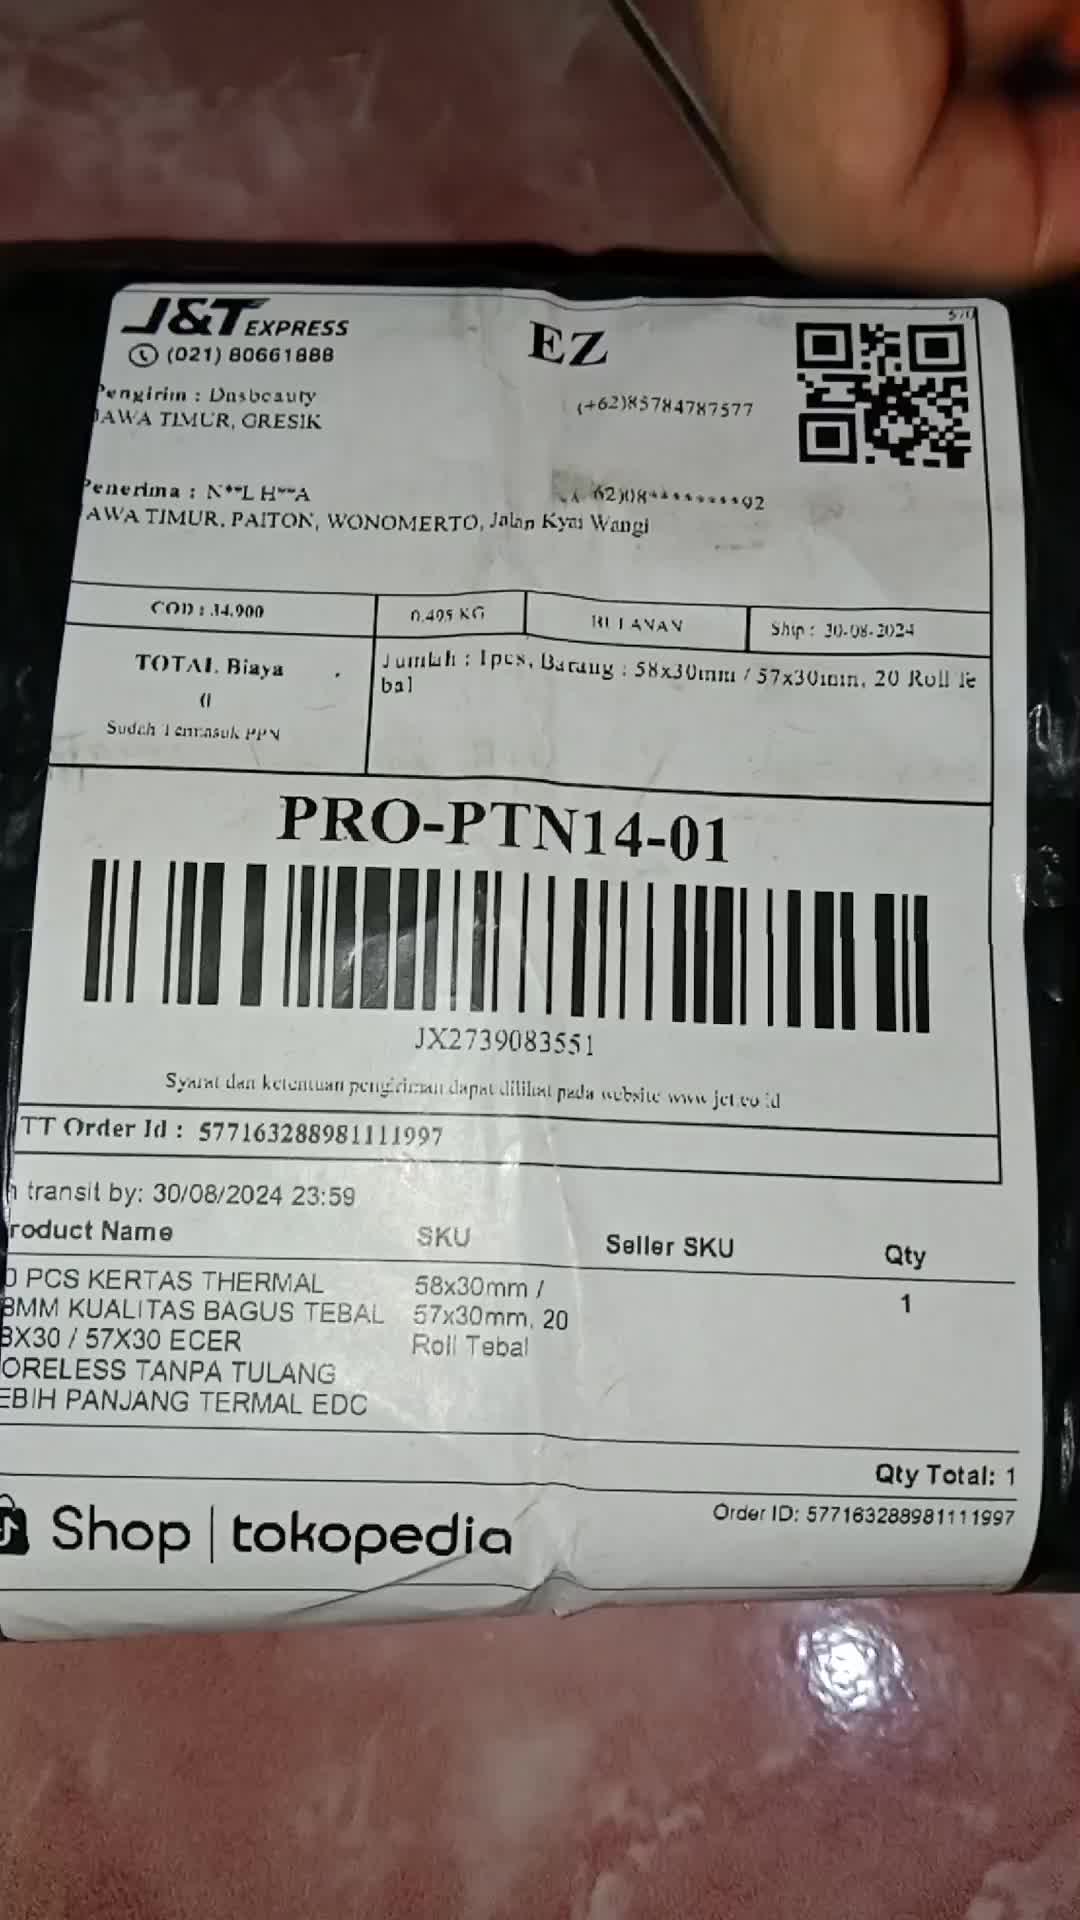 J&T EXPRESS
EZ
(021) 80661888
Pengirim : Dnsbeauty
(+62)85784787577
JAWA TIMUR, GRESIK
Penerima : N**L H**A
62)08********92
JAWA TIMUR, PAITON, WONOMERTO, Jalan Kyai Wangi
COD : 34.900
0.495 KG
BULANAN
Ship : 30-08-2024
TOTAL Biaya
0
Sudah Termasuk PPN
Jumlah : 1pcs, Barang : 58x30mm / 57x30mm, 20 Roll Te
bal
PRO-PTN14-01
JX2739083551
Syarat dan ketentuan pengiriman dapat dilihat pada website www.jet.co.id
TT Order Id : 577163288981111997
transit by: 30/08/2024 23:59
roduct Name SKU Seller SKU Qty
0 PCS KERTAS THERMAL 58x30mm / 1
8MM KUALITAS BAGUS TEBAL 57x30mm, 20
8X30 / 57X30 ECER Roll Tebal
ORELESS TANPA TULANG
EBIH PANJANG TERMAL EDC
Qty Total: 1
Order ID: 577163288981111997
Shop | tokopedia